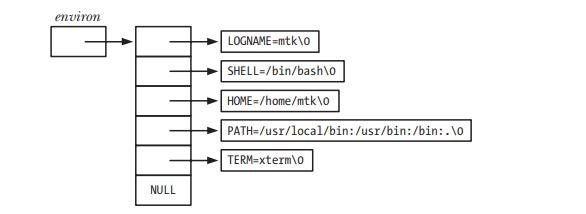 environ
LOGNAME=mtk\0
SHELL=/bin/bash\0
HOME=/home/mtk\0
PATH=/usr/local/bin:/usr/bin:/bin:.\0
TERM=xterm\0
NULL